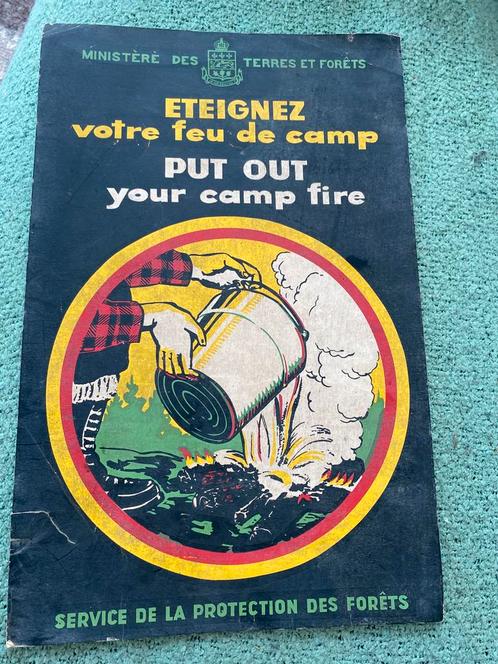 MINISTÈRE DES TERRES ET FORÊTS
ETEIGNEZ
votre feu de camp
PUT OUT
your camp fire
SERVICE DE LA PROTECTION DES FORÊTS